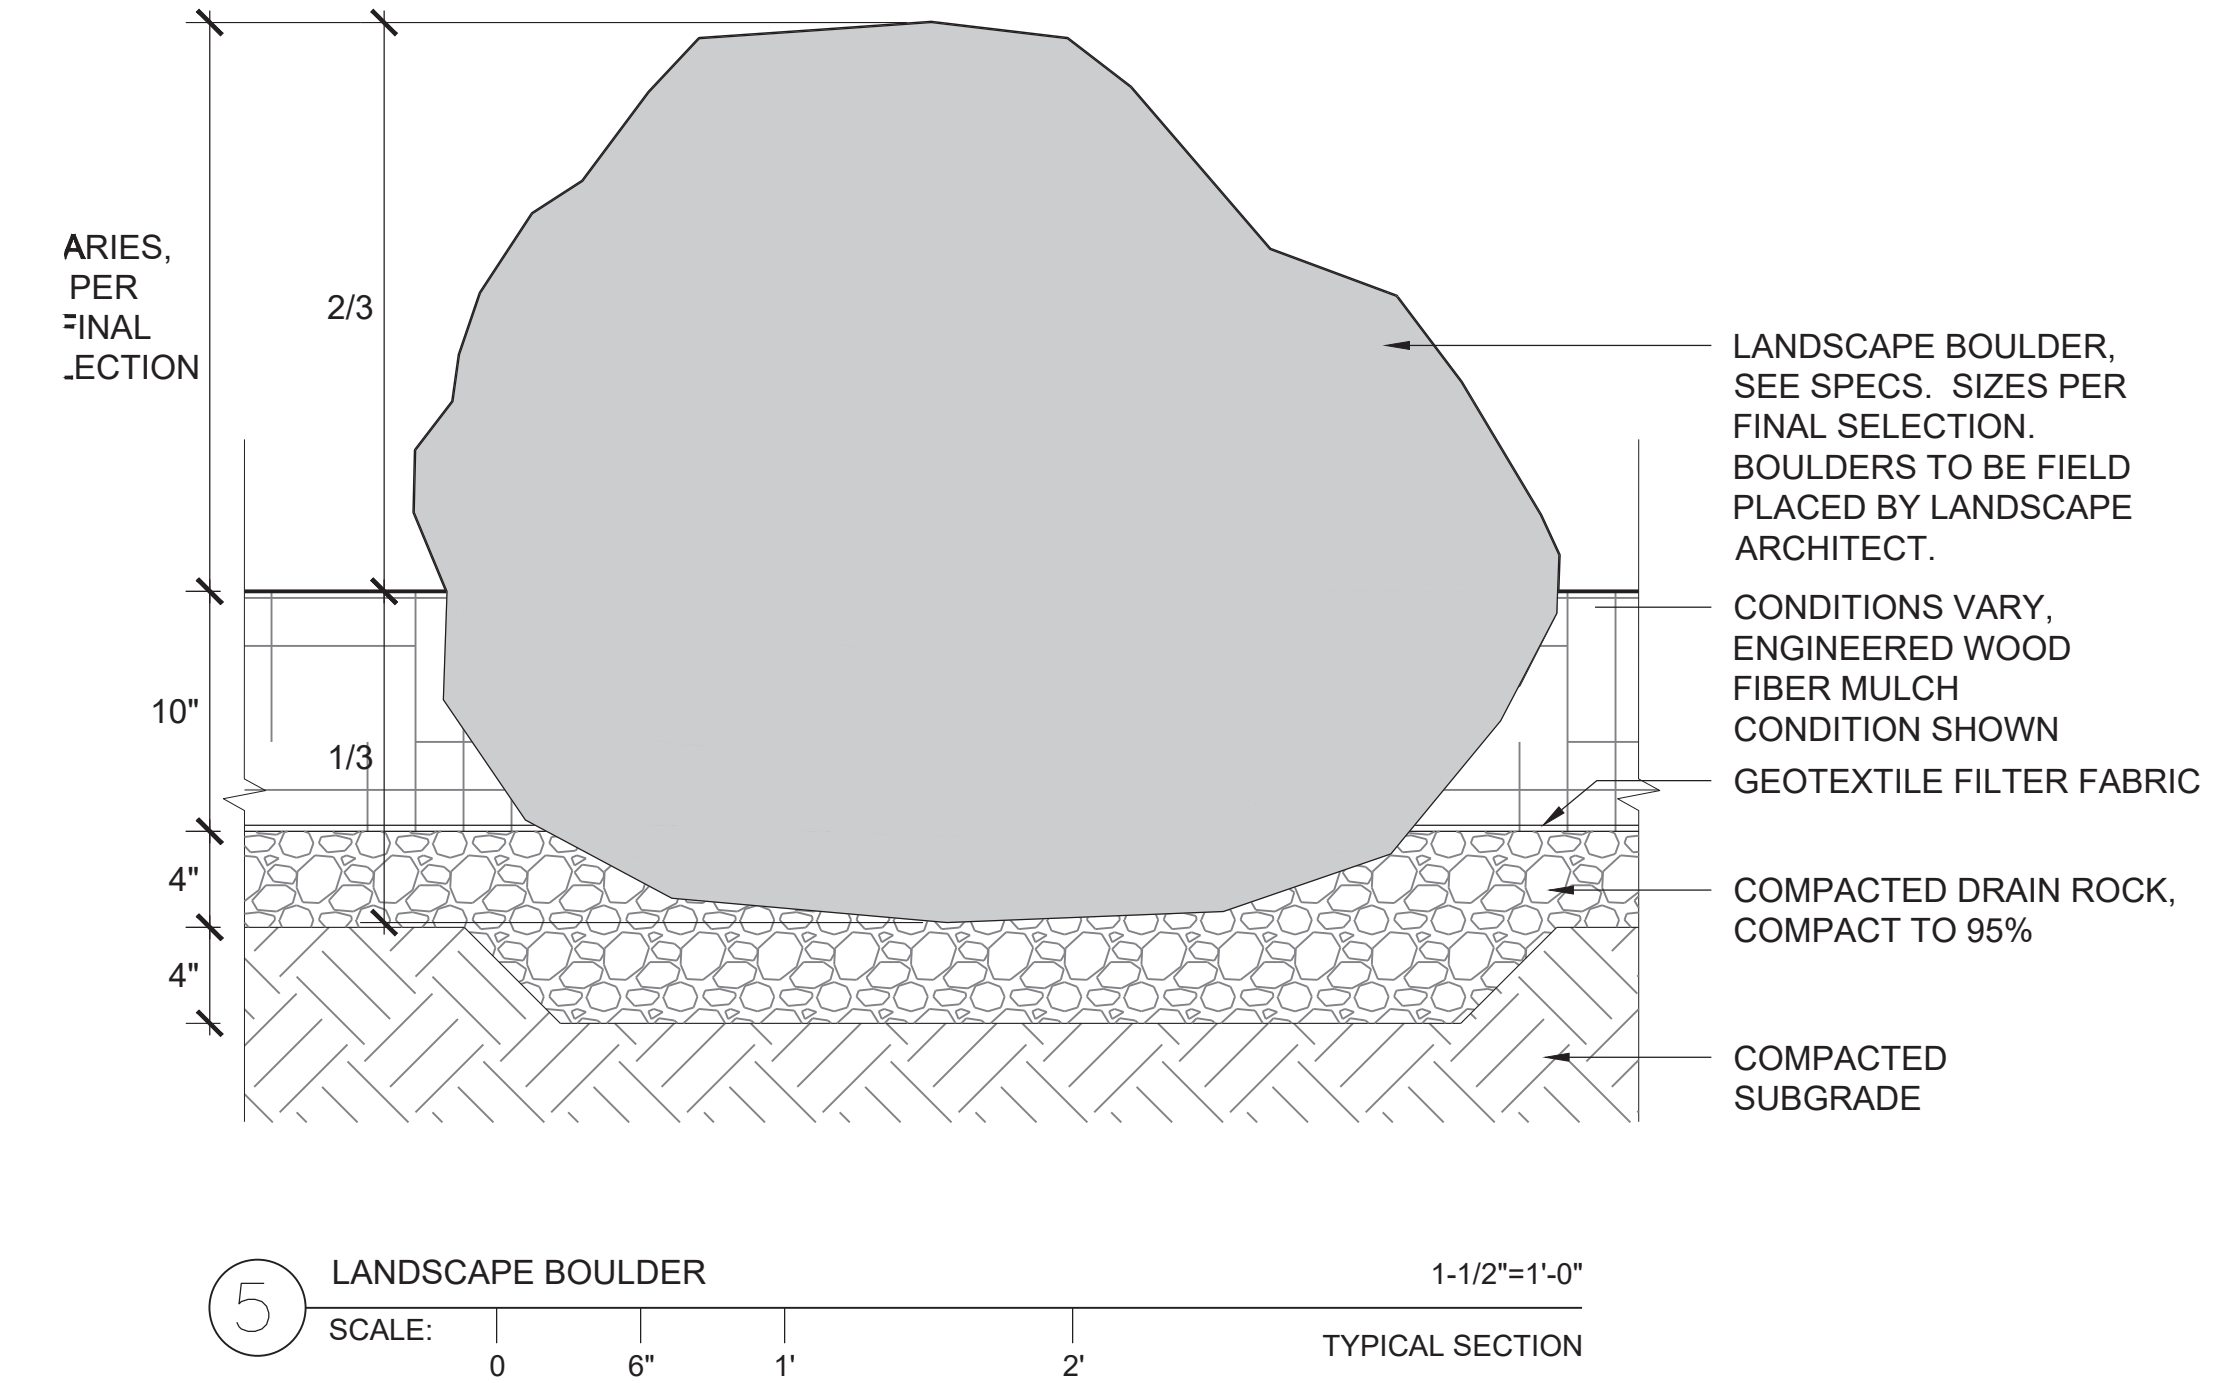 ARIES,
PER
FINAL
ECTION
2/3
10"
1/3
4"
4"
LANDSCAPE BOULDER,
SEE SPECS. SIZES PER
FINAL SELECTION.
BOULDERS TO BE FIELD
PLACED BY LANDSCAPE
ARCHITECT.
CONDITIONS VARY,
ENGINEERED WOOD
FIBER MULCH
CONDITION SHOWN
GEOTEXTILE FILTER FABRIC
COMPACTED DRAIN ROCK,
COMPACT TO 95%
COMPACTED
SUBGRADE
5
LANDSCAPE BOULDER
1-1/2"=1'-0"
SCALE:
0 6" 1' 2'
TYPICAL SECTION